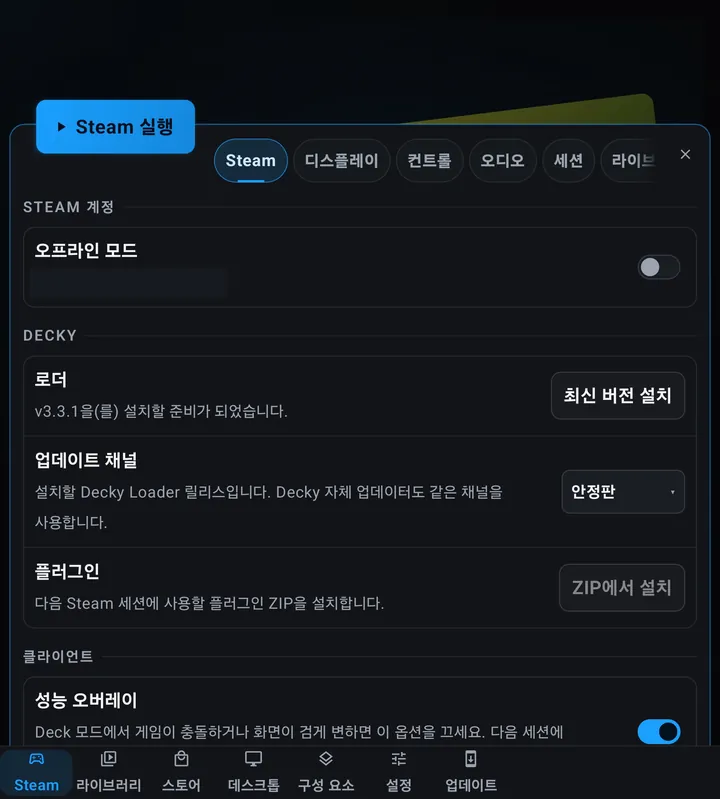 Steam 실행
Steam
디스플레이
컨트롤
오디오
세션
라이브
STEAM 계정
오프라인 모드
DECKY
로더
v3.3.1을(를) 설치할 준비가 되었습니다.
최신 버전 설치
업데이트 채널
설치할 Decky Loader 릴리스입니다. Decky 자체 업데이터도 같은 채널을
사용합니다.
안정판
플러그인
다음 Steam 세션에 사용할 플러그인 ZIP을 설치합니다.
ZIP에서 설치
클라이언트
성능 오버레이
Deck 모드에서 게임이 충돌하거나 화면이 검게 변하면 이 옵션을 끄세요. 다음 세션에
Steam
라이브러리
스토어
데스크톱
구성 요소
설정
업데이트